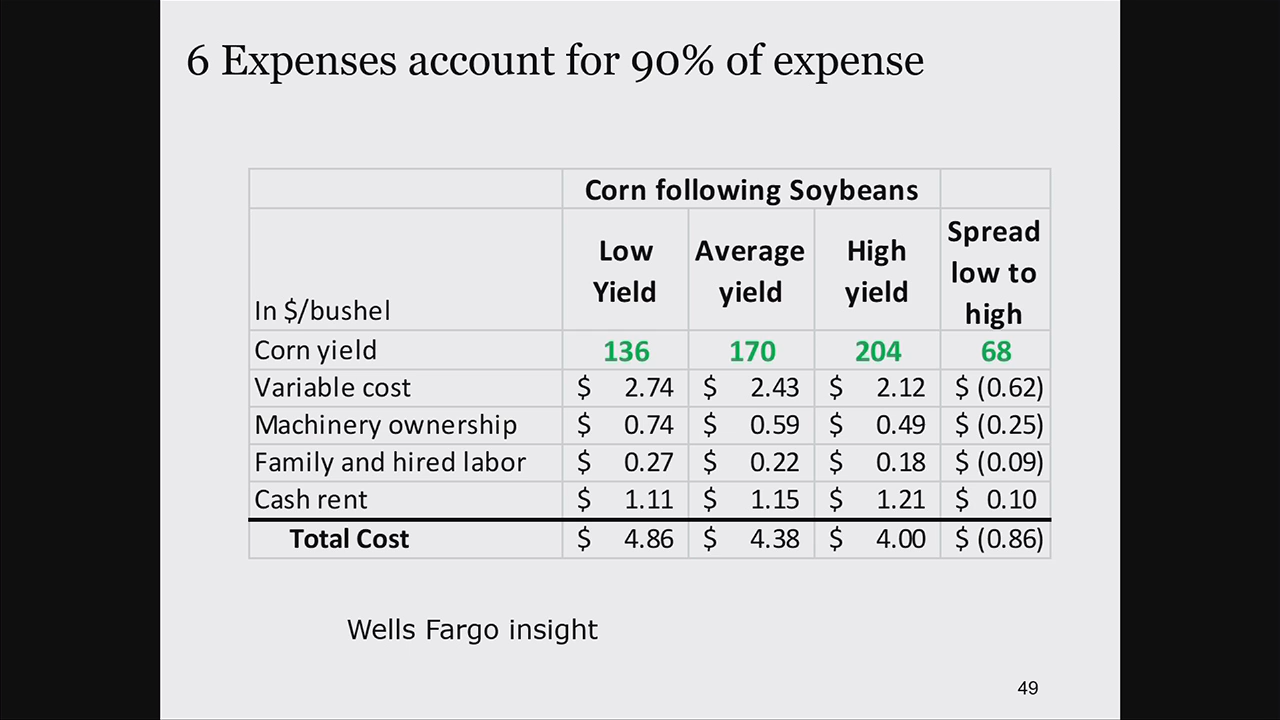 6 Expenses account for 90% of expense
Corn following Soybeans
In $/bushel Low Yield Average yield High yield Spread low to high
Corn yield 136 170 204 68
Variable cost $ 2.74 $ 2.43 $ 2.12 $ (0.62)
Machinery ownership $ 0.74 $ 0.59 $ 0.49 $ (0.25)
Family and hired labor $ 0.27 $ 0.22 $ 0.18 $ (0.09)
Cash rent $ 1.11 $ 1.15 $ 1.21 $ 0.10
Total Cost $ 4.86 $ 4.38 $ 4.00 $ (0.86)
Wells Fargo insight
49